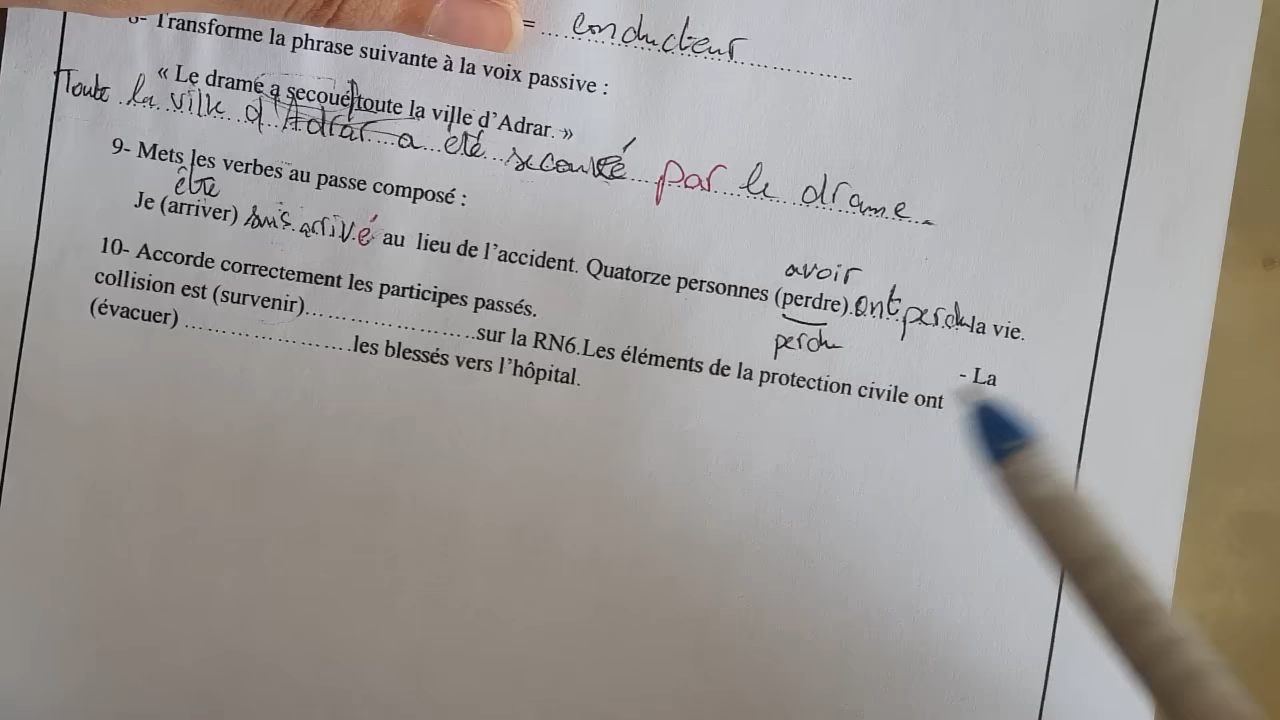 = conducteur
8- Transforme la phrase suivante à la voix passive :
« Le drame a secoué toute la ville d'Adrar. »
Toute la ville d'Adrar a été secouée par le drame.
9- Mets les verbes au passe composé :
être
Je (arriver) suis arrivé au lieu de l'accident. Quatorze personnes (perdre) ont perdu la vie.
avoir
perdu
10- Accorde correctement les participes passés.
- La
collision est (survenir).....................sur la RN6.Les éléments de la protection civile ont
(évacuer) .....................les blessés vers l'hôpital.